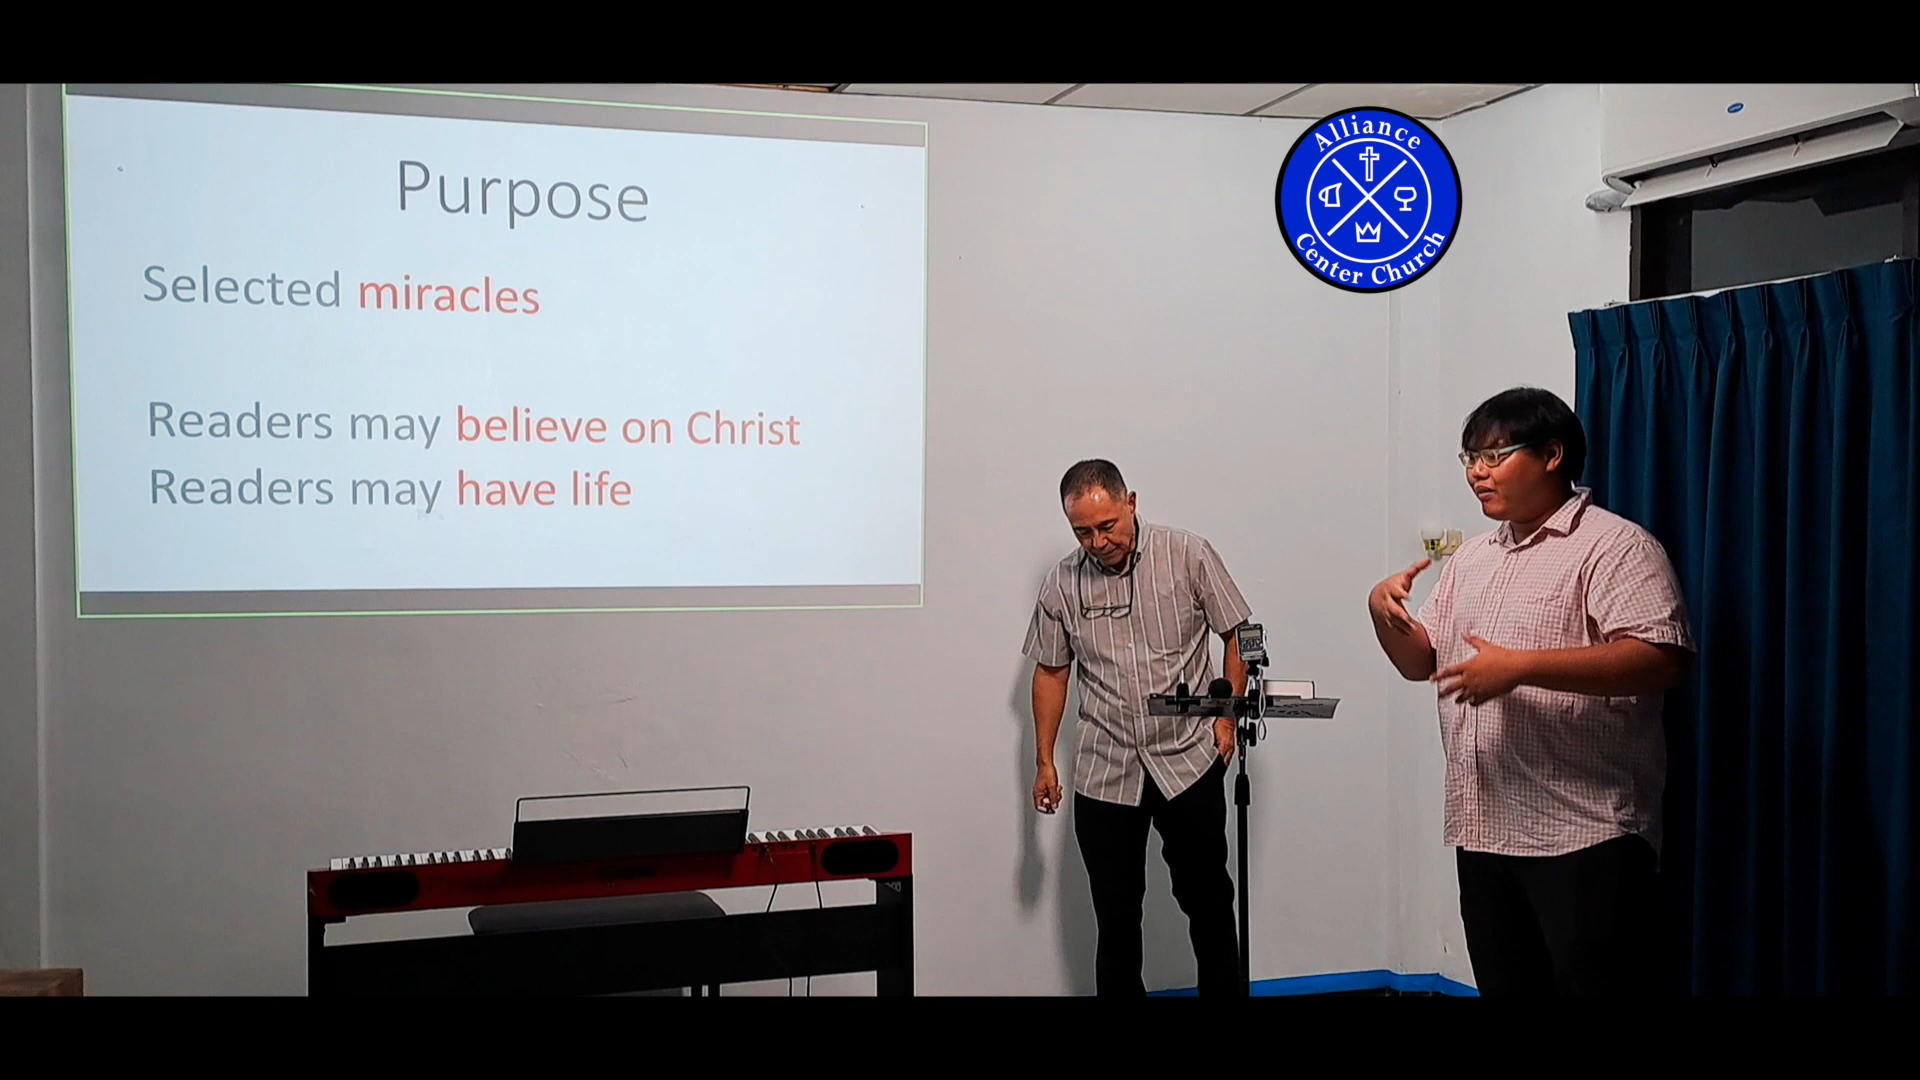 Purpose
Selected miracles
Readers may believe on Christ
Readers may have life
Alliance
Center Church